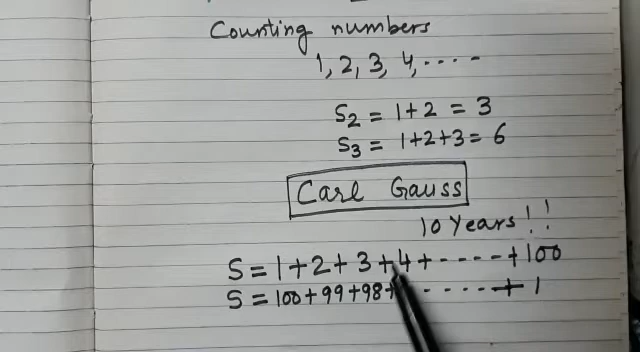 Counting numbers
1, 2, 3, 4, ....
S2 = 1+2 = 3
S3 = 1+2+3 = 6
Carl Gauss
10 Years!!
S = 1+2+3+4+-----+100
S = 100+99+98+-----+1